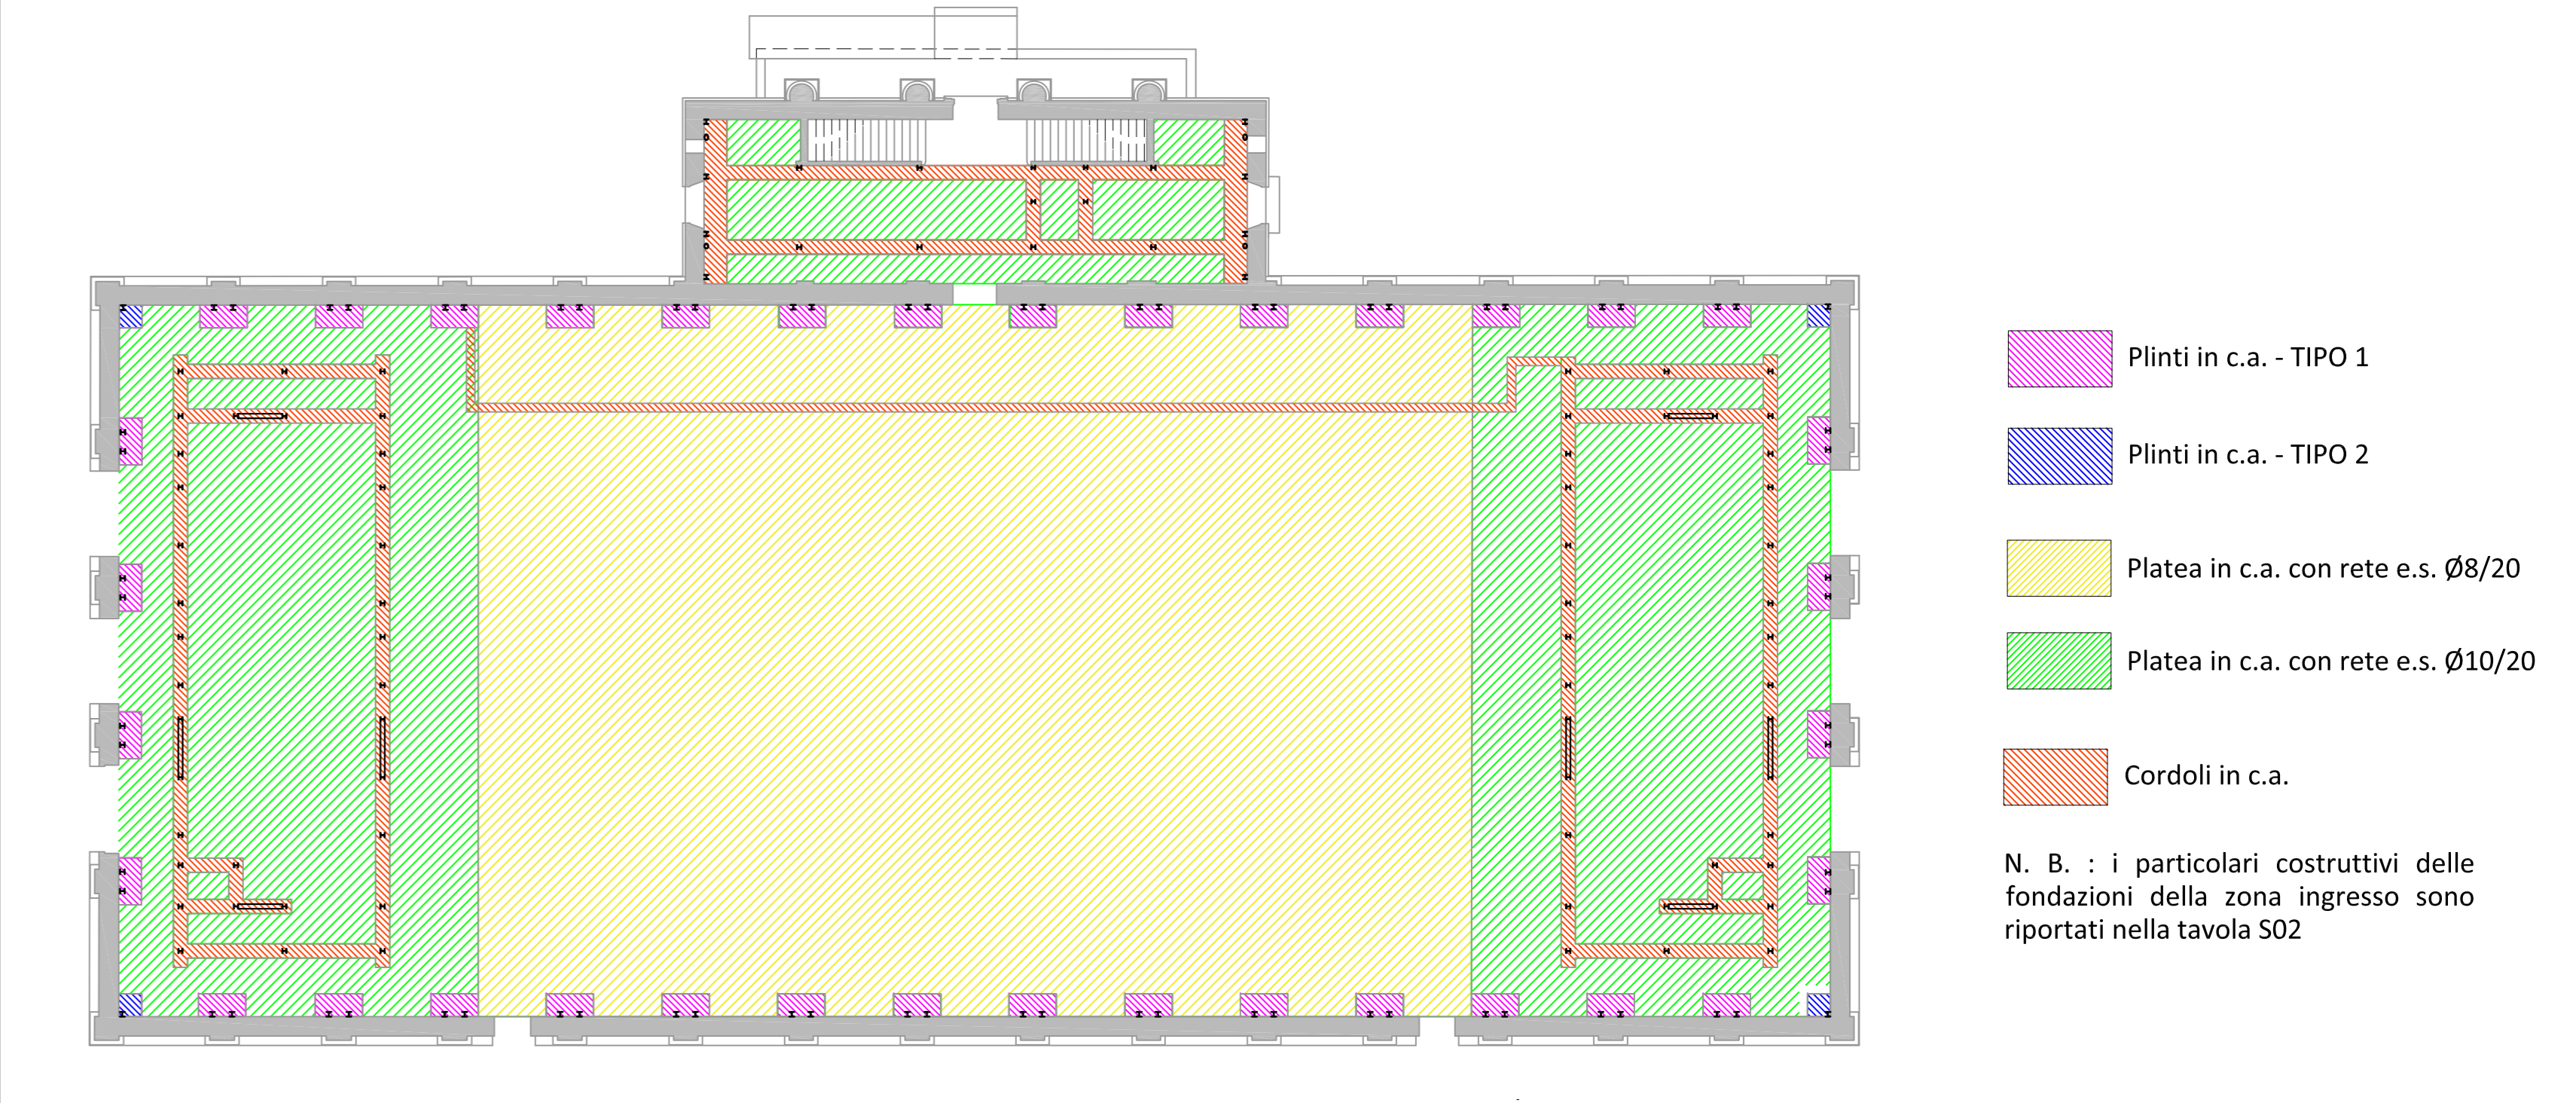 Plinti in c.a. - TIPO 1
Plinti in c.a. - TIPO 2
Platea in c.a. con rete e.s. Ø8/20
Platea in c.a. con rete e.s. Ø10/20
Cordoli in c.a.
N. B. : i particolari costruttivi delle
fondazioni della zona ingresso sono
riportati nella tavola S02